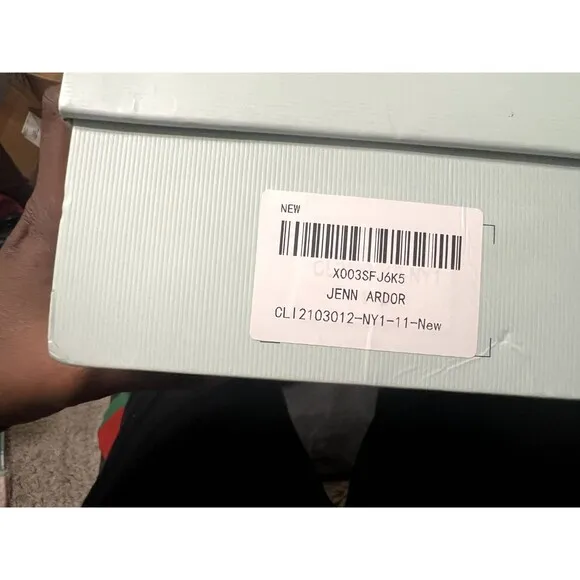 NEW
X003SFJ6K5
JENN ARDOR
CLI2103012-NY1-11-New